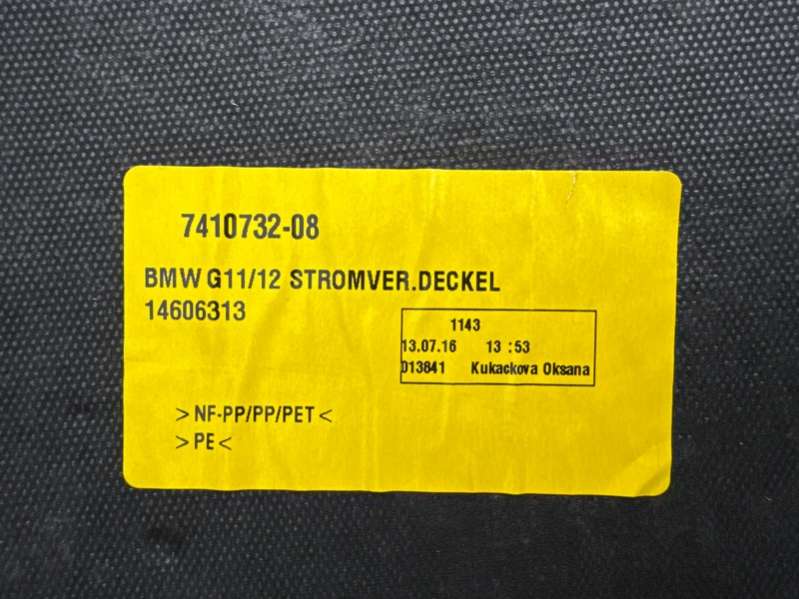 7410732-08
BMW G11/12 STROMVER.DECKEL
14606313
1143
13.07.16 13 :53
D13841 Kukackova Oksana
>NF-PP/PP/PET<
>PE<